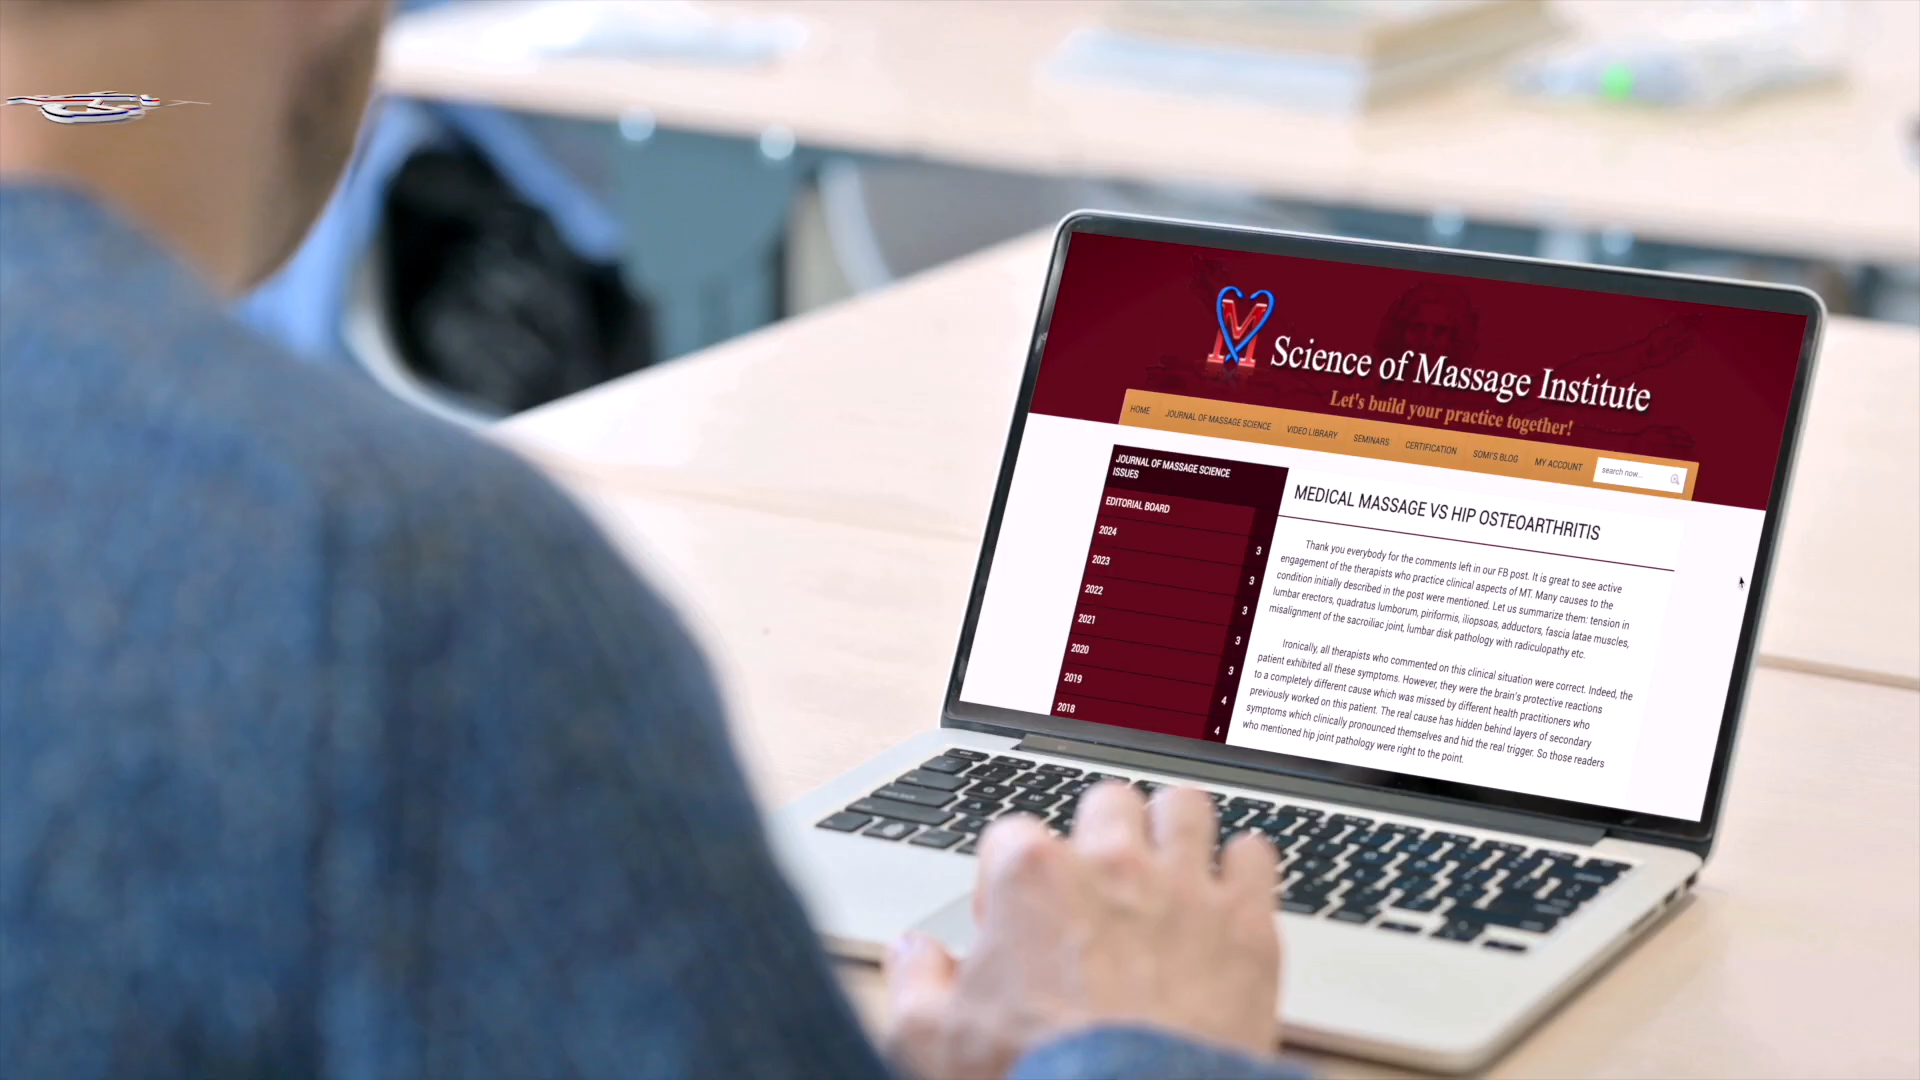 M
Science of Massage Institute
Let's build your practice together!
HOME JOURNAL OF MASSAGE SCIENCE VIDEO LIBRARY SEMINARS CERTIFICATION SOMI'S BLOG MY ACCOUNT search now...
JOURNAL OF MASSAGE SCIENCE
ISSUES
EDITORIAL BOARD
2024 3
2023 3
2022 3
2021 3
2020 3
2019 4
2018 4
MEDICAL MASSAGE VS HIP OSTEOARTHRITIS
Thank you everybody for the comments left in our FB post. It is great to see active
engagement of the therapists who practice clinical aspects of MT. Many causes to the
condition initially described in the post were mentioned. Let us summarize them: tension in
lumbar erectors, quadratus lumborum, piriformis, iliopsoas, adductors, fascia latae muscles,
misalignment of the sacroiliac joint, lumbar disk pathology with radiculopathy etc.
Ironically, all therapists who commented on this clinical situation were correct. Indeed, the
patient exhibited all these symptoms. However, they were the brain's protective reactions
to a completely different cause which was missed by different health practitioners who
previously worked on this patient. The real cause has hidden behind layers of secondary
symptoms which clinically pronounced themselves and hid the real trigger. So those readers
who mentioned hip joint pathology were right to the point.